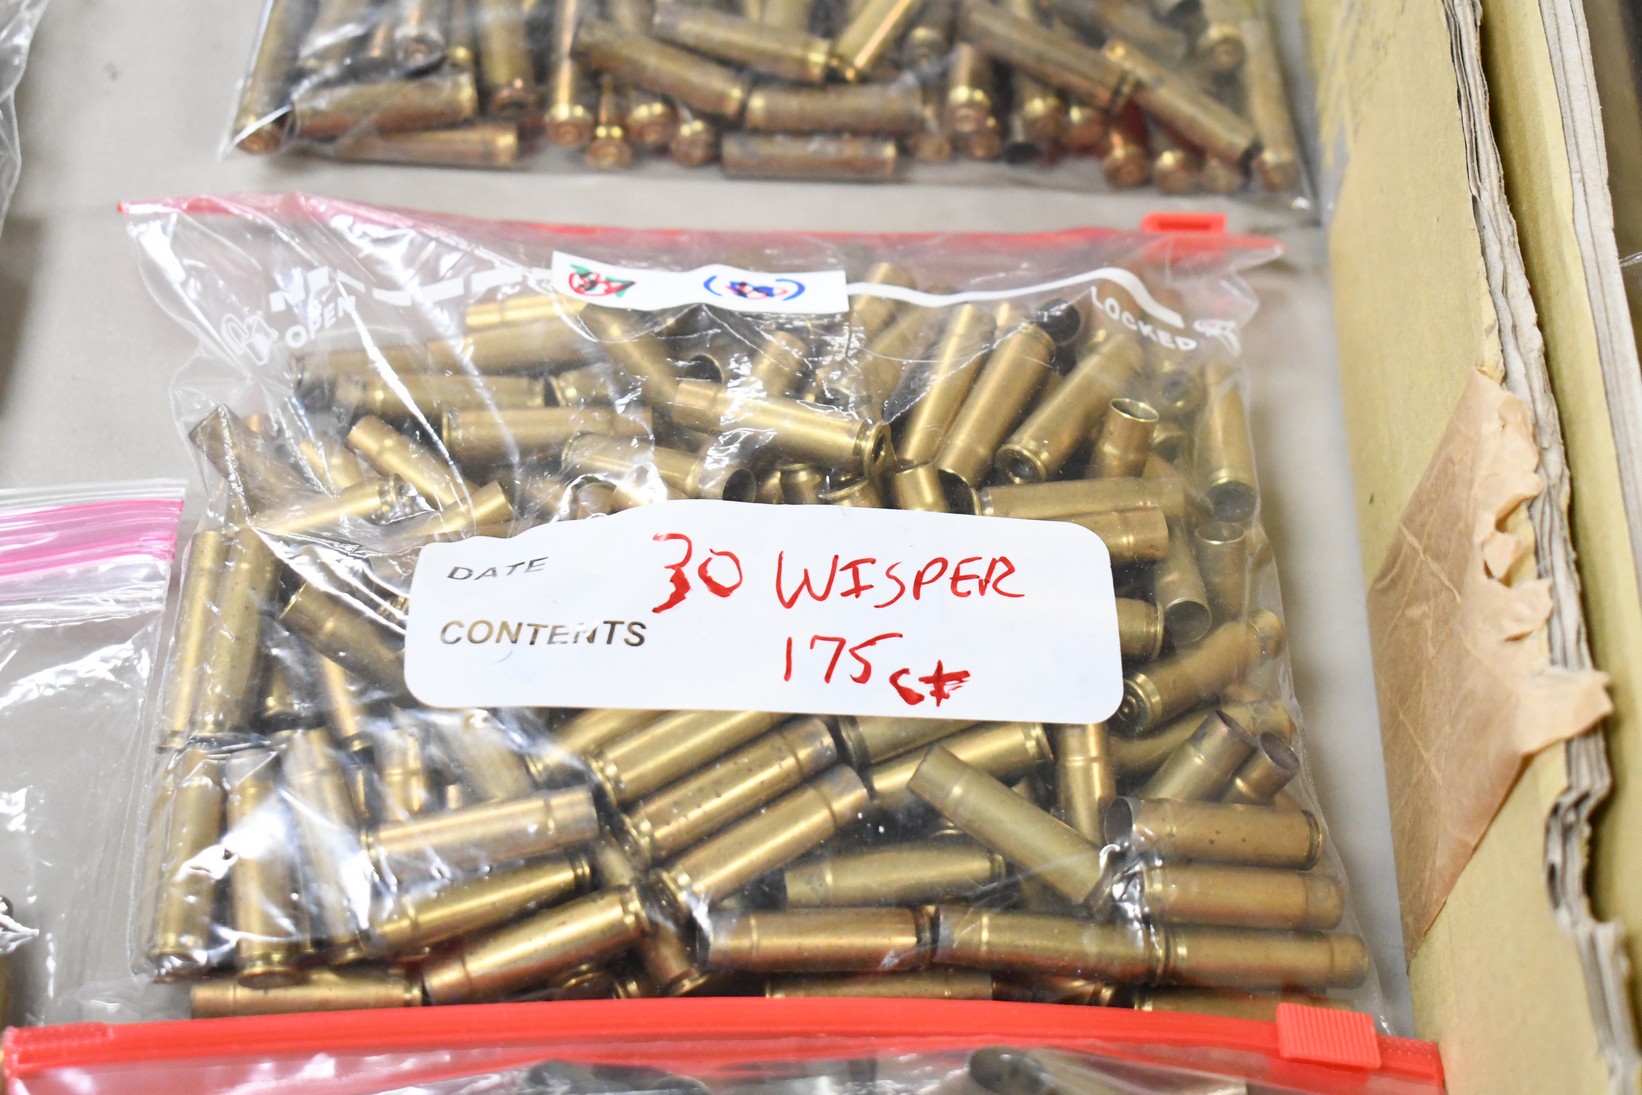 OPEN
LOCKED
DATE
30 WISPER
CONTENTS
175 ct